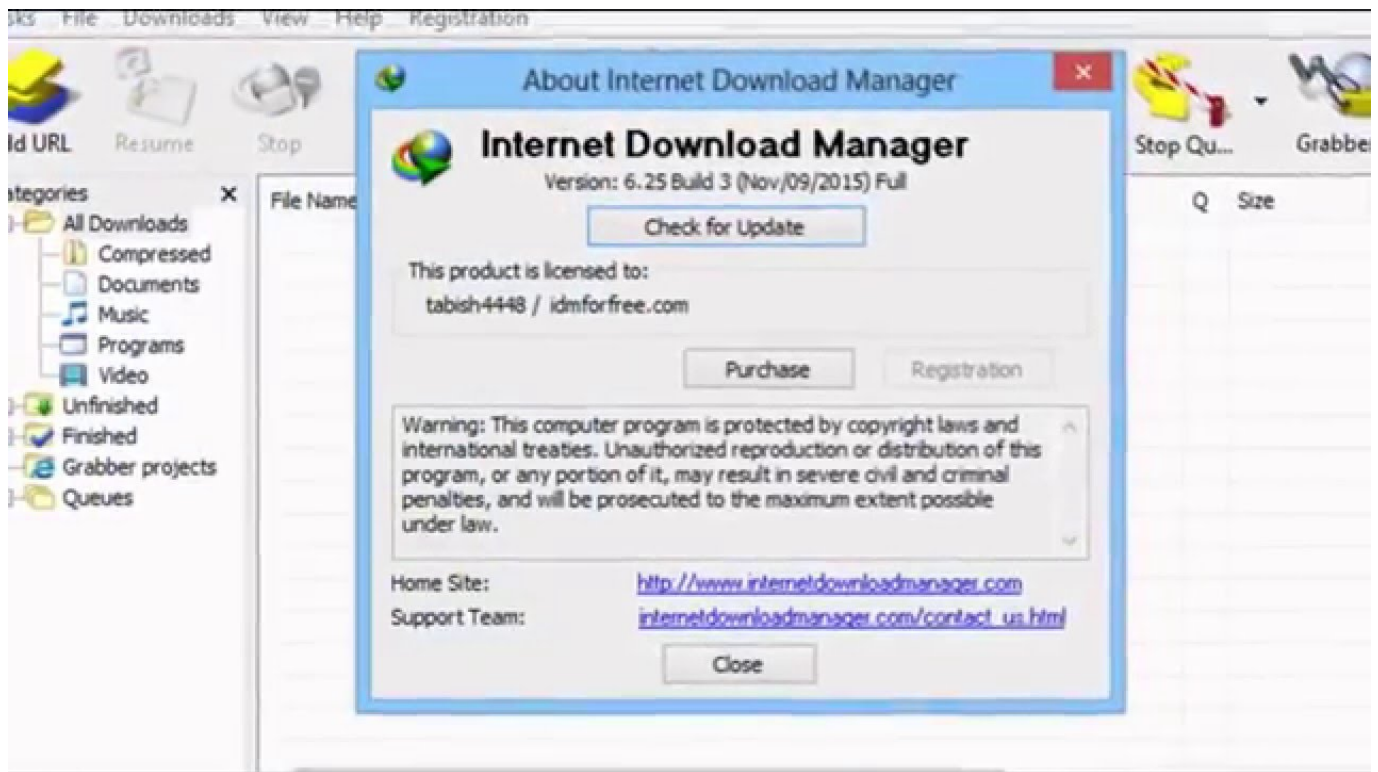 File Downloads View Help Registration
Resume
Stop
Stop Qu...
About Internet Download Manager
Internet Download Manager
Version: 6.25 Build 3 (Nov/09/2015) Full
Check for Update
This product is licensed to:
tabish4448 / idmforfree.com
Purchase
Registration
Warning: This computer program is protected by copyright laws and
international treaties. Unauthorized reproduction or distribution of this
program, or any portion of it, may result in severe civil and criminal
penalties, and will be prosecuted to the maximum extent possible
under law.
Home Site: http://www.internetdownloadmanager.com
Support Team: internetdownloadmanager.com/contact_us.html
Close
URL
Grabber
File Name
Q Size
All Downloads
Compressed
Documents
Music
Programs
Video
Unfinished
Finished
Grabber projects
Queues